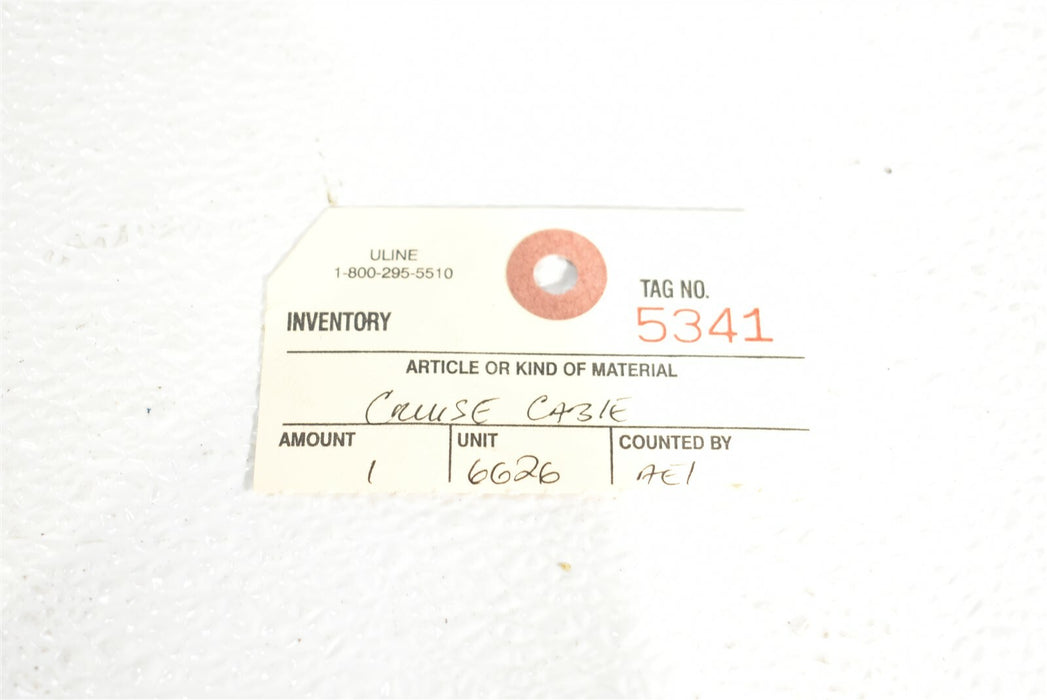 ULINE
1-800-295-5510
TAG NO.
INVENTORY
5341
ARTICLE OR KIND OF MATERIAL
CRUISE CABLE
AMOUNT UNIT COUNTED BY
1 6626 AE1